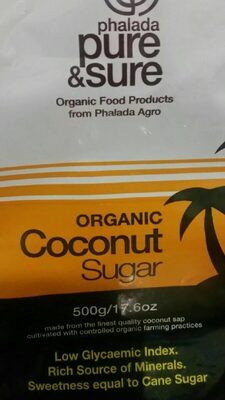 phalada
pure
&sure
Organic Food Products
from Phalada Agro
ORGANIC
Coconut
Sugar
500g/17.6oz
made from the finest quality coconut sap
cultivated with controlled organic farming practices
Low Glycaemic Index.
Rich Source of Minerals.
Sweetness equal to Cane Sugar